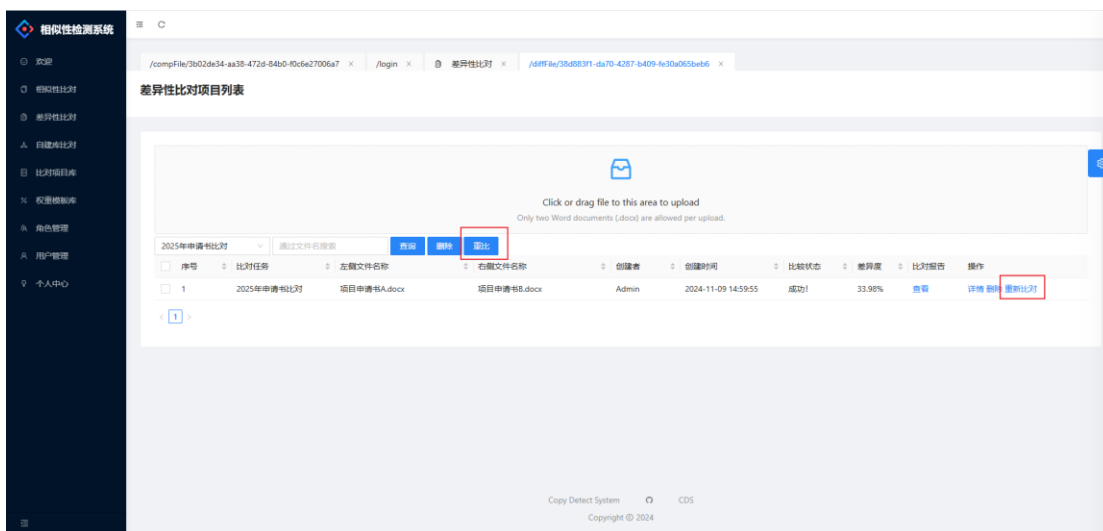 相似性检测系统
欢迎
相似性比对
差异性比对
自建库比对
比对项目库
权重模板库
角色管理
用户管理
个人中心
/compFile/3b02de34-aa38-472d-84b0-f0c6e27006a7 × /login × 差异性比对 × /diffFile/38d883f1-da70-4287-b409-fe30a065beb6 ×
差异性比对项目列表
Click or drag file to this area to upload
Only two Word documents (.docx) are allowed per upload.
2025年申请书比对 通过文件名搜索 查询 删除 重比
序号 比对任务 左侧文件名称 右侧文件名称 创建者 创建时间 比较状态 差异度 比对报告 操作
1 2025年申请书比对 项目申请书A.docx 项目申请书B.docx Admin 2024-11-09 14:59:55 成功! 33.98% 查看 详情 删除 重新比对
< 1 >
Copy Detect System CDS
Copyright © 2024